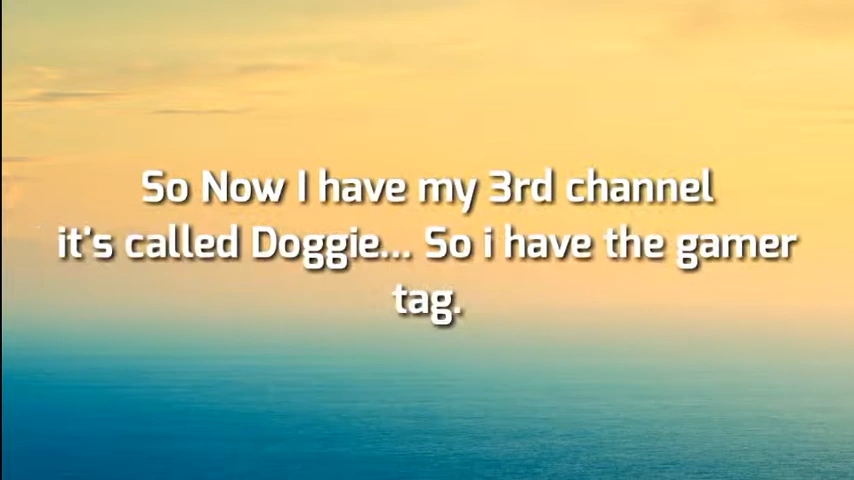 So Now I have my 3rd channel
it's called Doggie... So i have the gamer
tag.